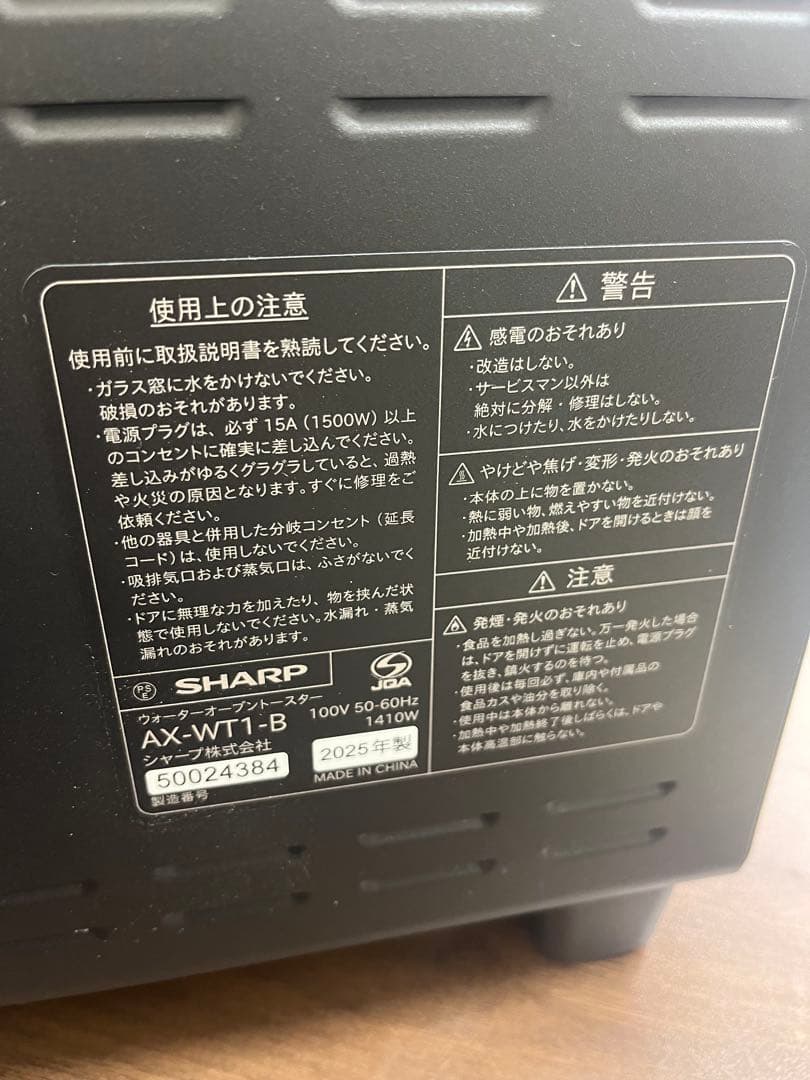 使用上の注意
使用前に取扱説明書を熟読してください。
・ガラス窓に水をかけないでください。
破損のおそれがあります。
・電源プラグは、必ず 15A (1500W) 以上
のコンセントに確実に差し込んでください。
差し込みがゆるくグラグラしていると、過熱
や火災の原因となります。すぐに修理をご
依頼ください。
・他の器具と併用した分岐コンセント (延長
コード) は、使用しないでください。
・吸排気口および蒸気口は、ふさがないでく
ださい。
・ドアに無理な力を加えたり、物を挟んだ状
態で使用しないでください。水漏れ・蒸気
漏れのおそれがあります。
PS
E
SHARP
JQA
ウォーターオーブントースター
AX-WT1-B
100V 50-60Hz
1410W
シャープ株式会社
50024384
2025年製
製造番号
MADE IN CHINA
警告
感電のおそれあり
・改造はしない。
・サービスマン以外は
絶対に分解・修理はしない。
・水につけたり、水をかけたりしない。
やけどや焦げ・変形・発火のおそれあり
・本体の上に物を置かない。
・熱に弱い物、燃えやすい物を近付けない。
・加熱中や加熱後、ドアを開けるときは顔を
近付けない。
注意
発煙・発火のおそれあり
・食品を加熱し過ぎない。万一発火した場合
は、ドアを開けずに運転を止め、電源プラグ
を抜き、鎮火するのを待つ。
・使用後は毎回必ず、庫内や付属品の
食品カスや油分を取り除く。
・使用中は本体から離れない。
・加熱中や加熱終了後しばらくは、ドアや
本体高温部に触らない。